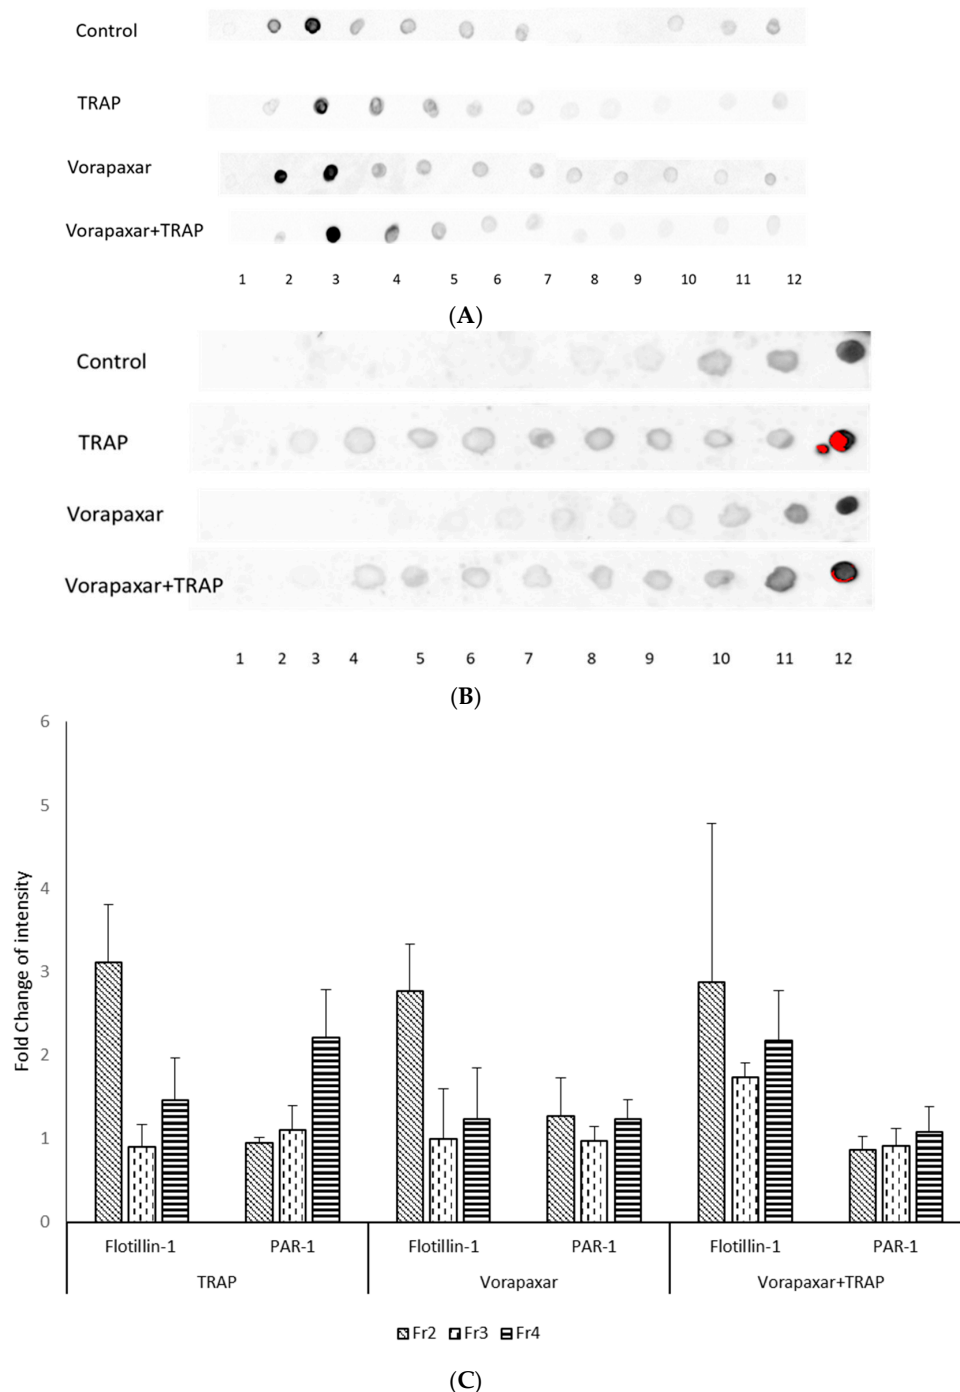 Control
TRAP
Vorapaxar
Vorapaxar+TRAP
1 2 3 4 5 6 7 8 9 10 11 12
(A)
Control
TRAP
Vorapaxar
Vorapaxar+TRAP
1 2 3 4 5 6 7 8 9 10 11 12
(B)
Fold Change of intensity
6
5
4
3
2
1
0
Flotillin-1 PAR-1 Flotillin-1 PAR-1 Flotillin-1 PAR-1
TRAP Vorapaxar Vorapaxar+TRAP
Fr2 Fr3 Fr4
(C)